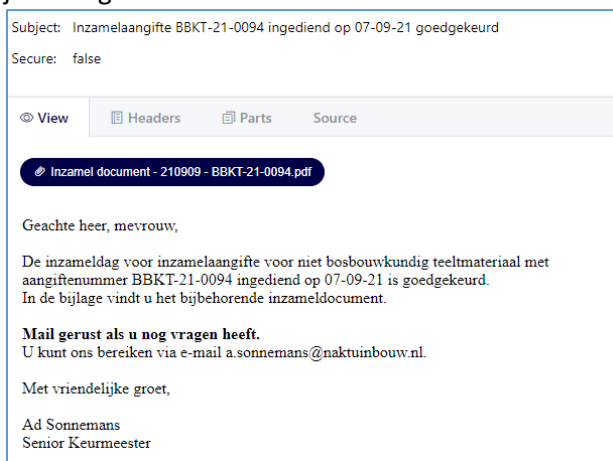 Subject: Inzamelaangifte BBKT-21-0094 ingediend op 07-09-21 goedgekeurd
Secure: false
View Headers Parts Source
Inzamel document - 210909 - BBKT-21-0094.pdf
Geachte heer, mevrouw,
De inzameldag voor inzamelaangifte voor niet bosbouwkundig teeltmateriaal met
aangiftenummer BBKT-21-0094 ingediend op 07-09-21 is goedgekeurd.
In de bijlage vindt u het bijbehorende inzameldocument.
Mail gerust als u nog vragen heeft.
U kunt ons bereiken via e-mail a.sonnemans@naktuinbouw.nl.
Met vriendelijke groet,
Ad Sonnemans
Senior Keurmeester